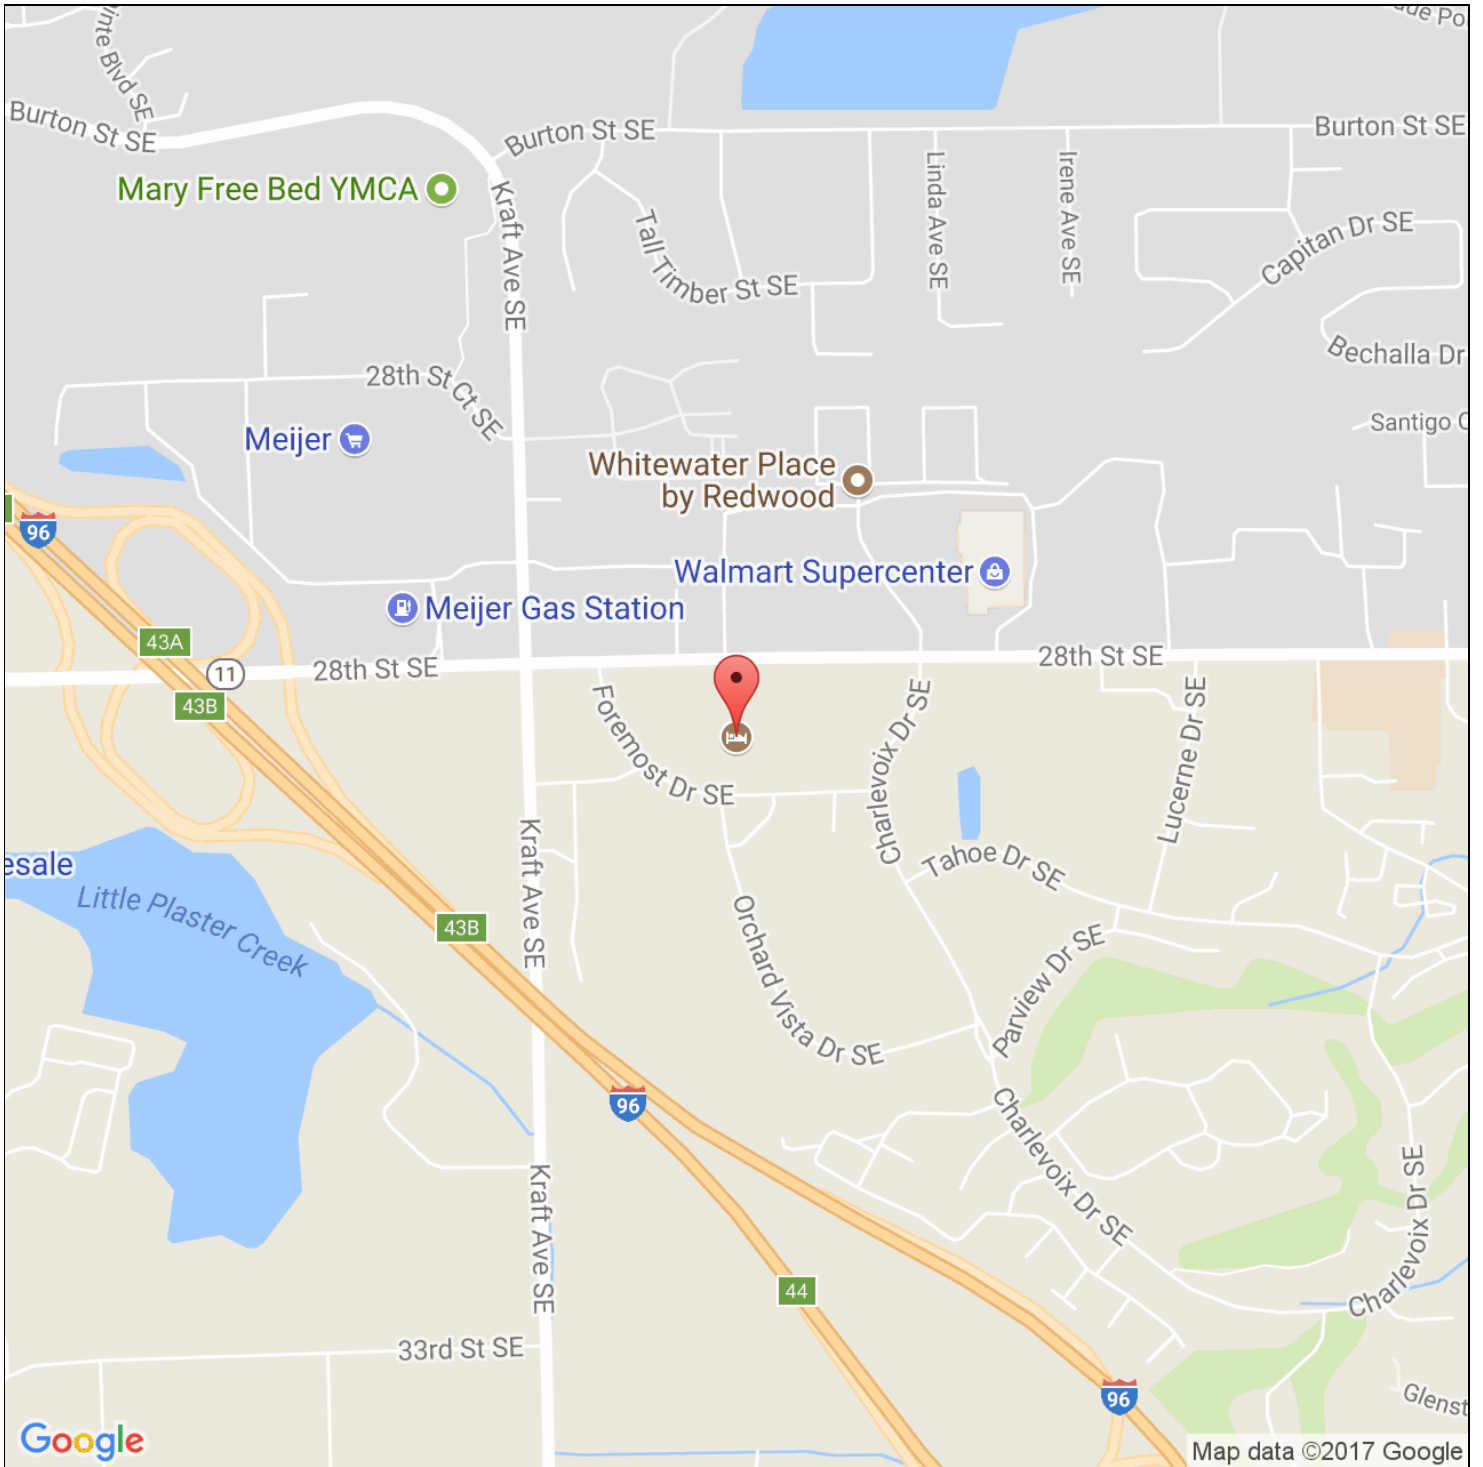 Burton St SE
Burton St SE
Burton St SE
Mary Free Bed YMCA
Kraft Ave SE
Tall Timber St SE
Linda Ave SE
Irene Ave SE
Capitan Dr SE
Bechalla Dr
28th St Ct SE
Santigo C
Meijer
Whitewater Place
by Redwood
96
Walmart Supercenter
Meijer Gas Station
43A
28th St SE
11
28th St SE
43B
Foremost Dr SE
Charlevoix Dr SE
Lucerne Dr SE
esale
Little Plaster Creek
Kraft Ave SE
Tahoe Dr SE
43B
Orchard Vista Dr SE
Parview Dr SE
96
Charlevoix Dr SE
Kraft Ave SE
Charlevoix Dr SE
44
33rd St SE
96
Glenst
Google
Map data ©2017 Google